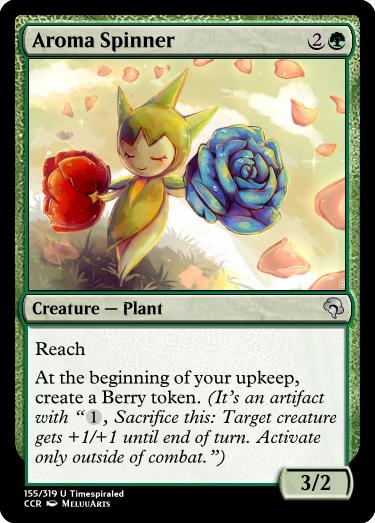 Aroma Spinner 2
Creature — Plant
Reach
At the beginning of your upkeep,
create a Berry token. (It's an artifact
with “1, Sacrifice this: Target creature
gets +1/+1 until end of turn. Activate
only outside of combat.”)
3/2
155/319 U Timespiraled
CCR MeluuArts